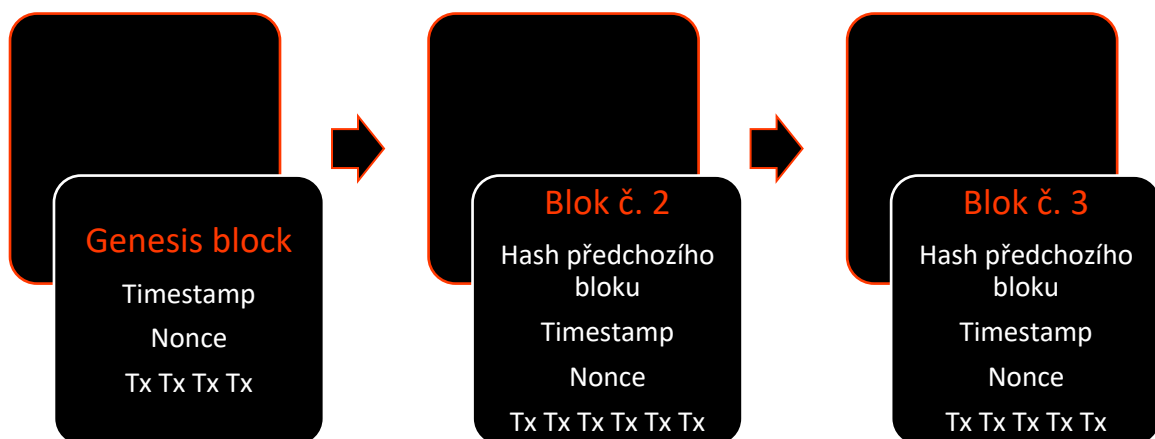 Genesis block
Timestamp
Nonce
Tx Tx Tx Tx
Blok č. 2
Hash předchozího
bloku
Timestamp
Nonce
Tx Tx Tx Tx Tx Tx
Blok č. 3
Hash předchozího
bloku
Timestamp
Nonce
Tx Tx Tx Tx Tx